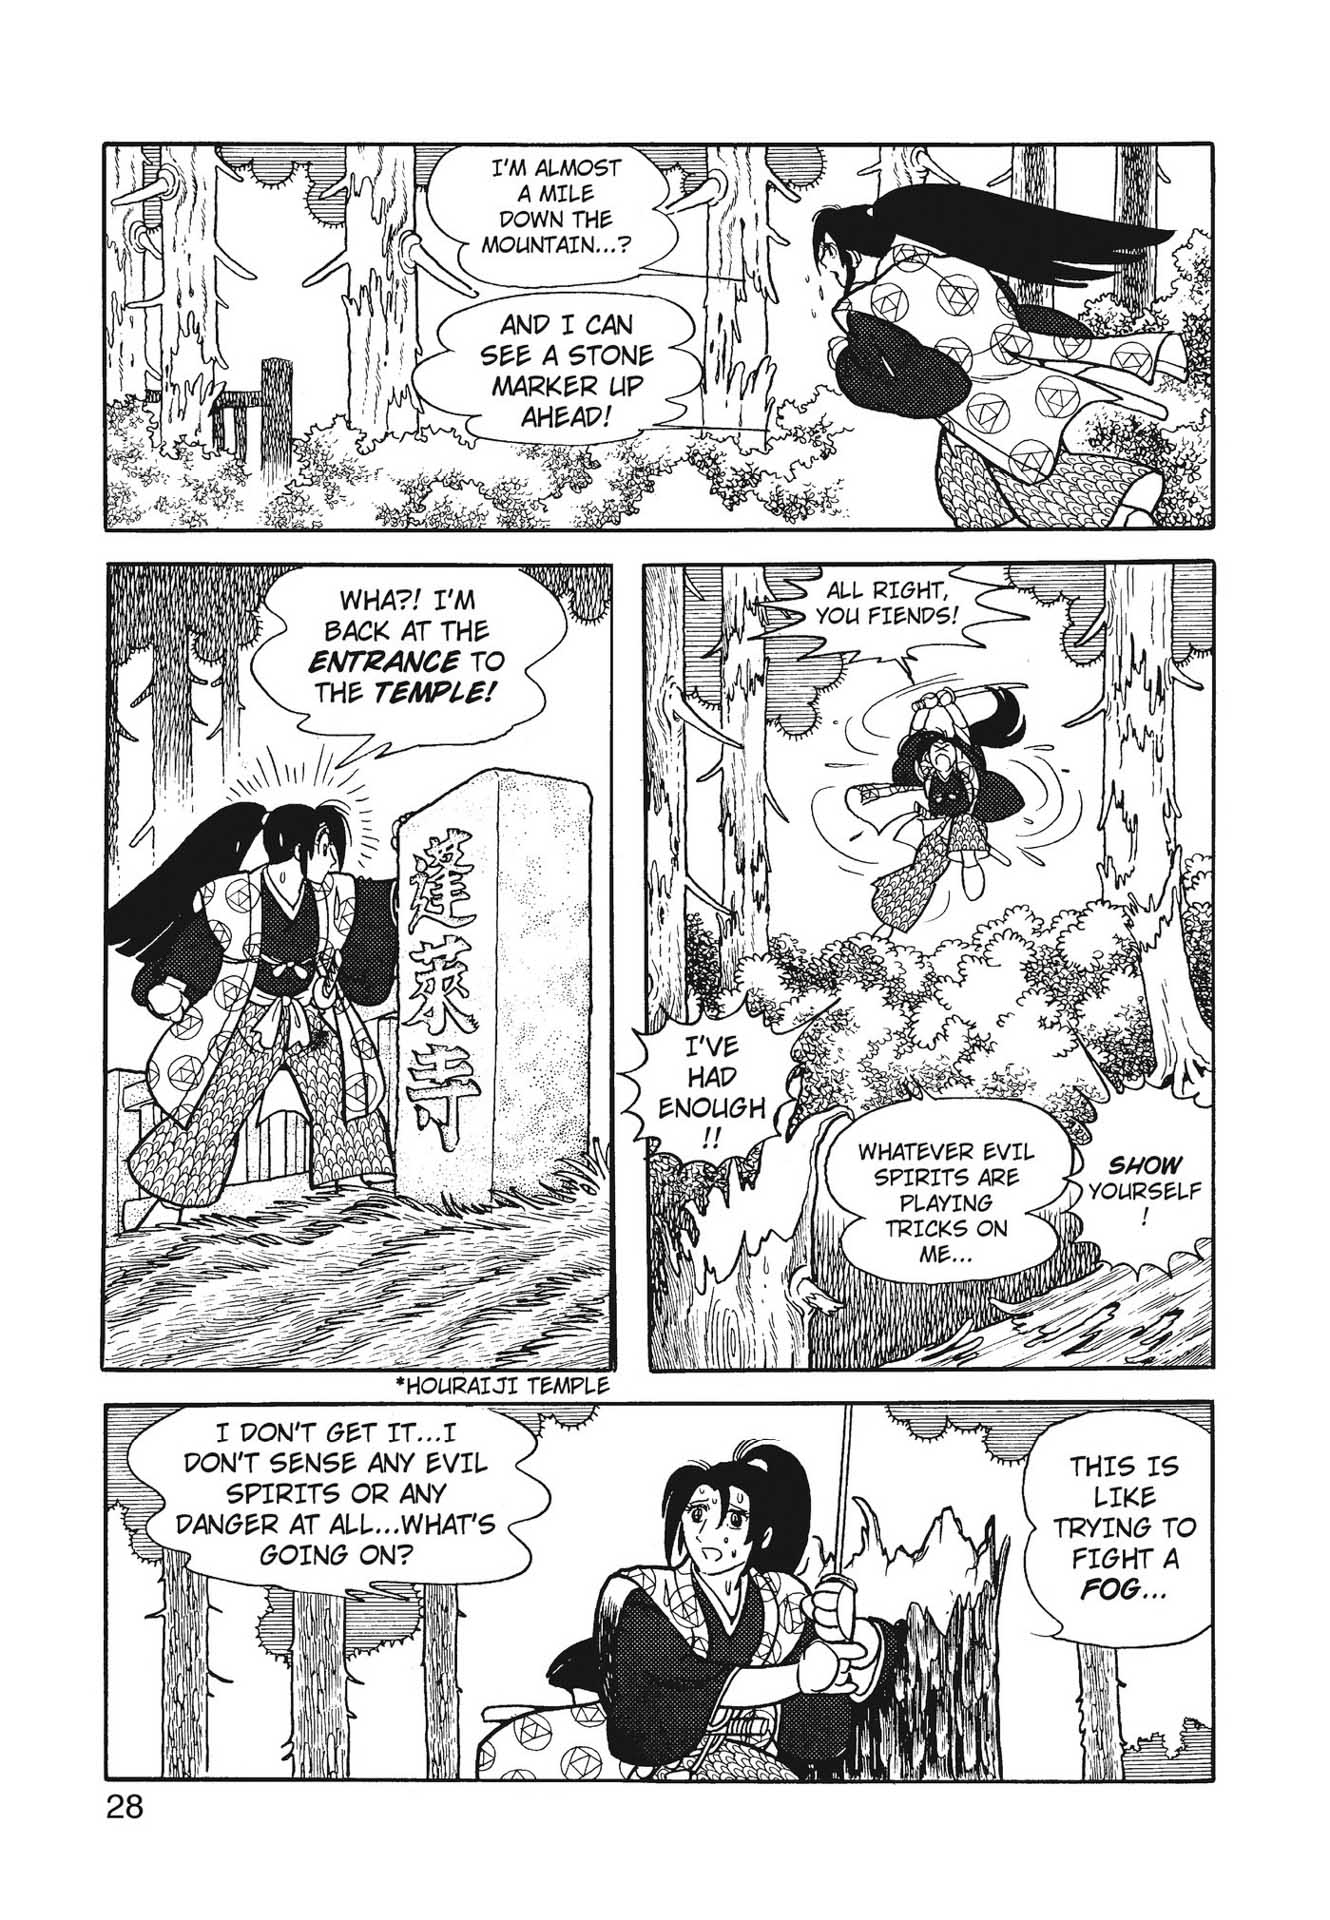 I'M ALMOST
A MILE
DOWN THE
MOUNTAIN...?
AND I CAN
SEE A STONE
MARKER UP
AHEAD!
WHA?! I'M
BACK AT THE
ENTRANCE TO
THE TEMPLE!
蓬
萊
寺
*HOURAIJI TEMPLE
ALL RIGHT,
YOU FIENDS!
I'VE
HAD
ENOUGH
!!
WHATEVER EVIL
SPIRITS ARE
PLAYING
TRICKS ON
ME...
SHOW
YOURSELF
!
I DON'T GET IT...I
DON'T SENSE ANY EVIL
SPIRITS OR ANY
DANGER AT ALL...WHAT'S
GOING ON?
THIS IS
LIKE
TRYING TO
FIGHT A
FOG...
28